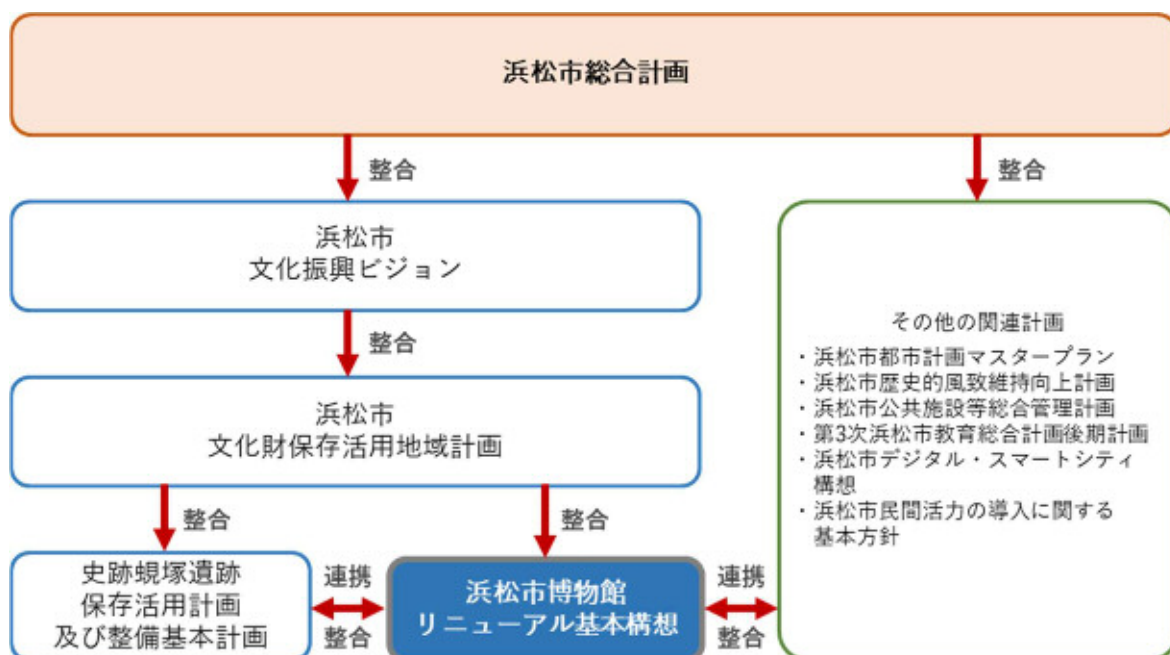 浜松市総合計画
整合
整合
浜松市
文化振興ビジョン
整合
浜松市
文化財保存活用地域計画
整合
整合
史跡蜆塚遺跡
保存活用計画
及び整備基本計画
連携
整合
浜松市博物館
リニューアル基本構想
連携
整合
その他の関連計画
・浜松市都市計画マスタープラン
・浜松市歴史的風致維持向上計画
・浜松市公共施設等総合管理計画
・第3次浜松市教育総合計画後期計画
・浜松市デジタル・スマートシティ
構想
・浜松市民間活力の導入に関する
基本方針